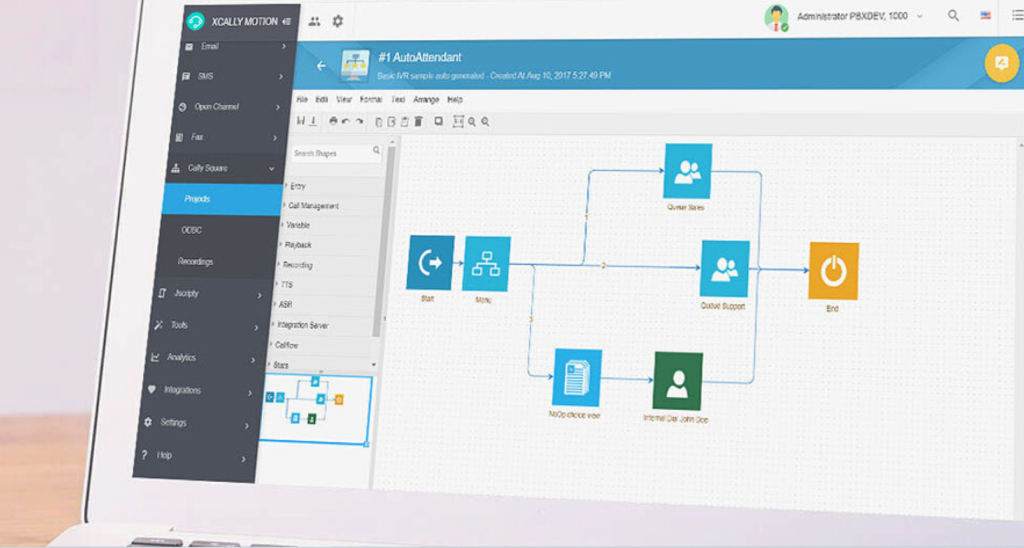 XCALLY MOTION
Administrator PBXDEV, 1000
Email
SMS
Open Channel
Fax
Cally Square
Projects
ODBC
Recordings
Jscripty
Tools
Analytics
Integrations
Settings
Help
#1 AutoAttendant
Basic IVR sample auto generated - Created At Aug 10, 2017 5:27:49 PM
File Edit View Format Text Arrange Help
Search Shapes
Entry
Call Management
Variable
Playback
Recording
TTS
ASR
Integration Server
Callflow
Stats
Queue Sales
2
Start
Menu
Queue Support
End
3
NoOp choice view
Internal Dial John Doe